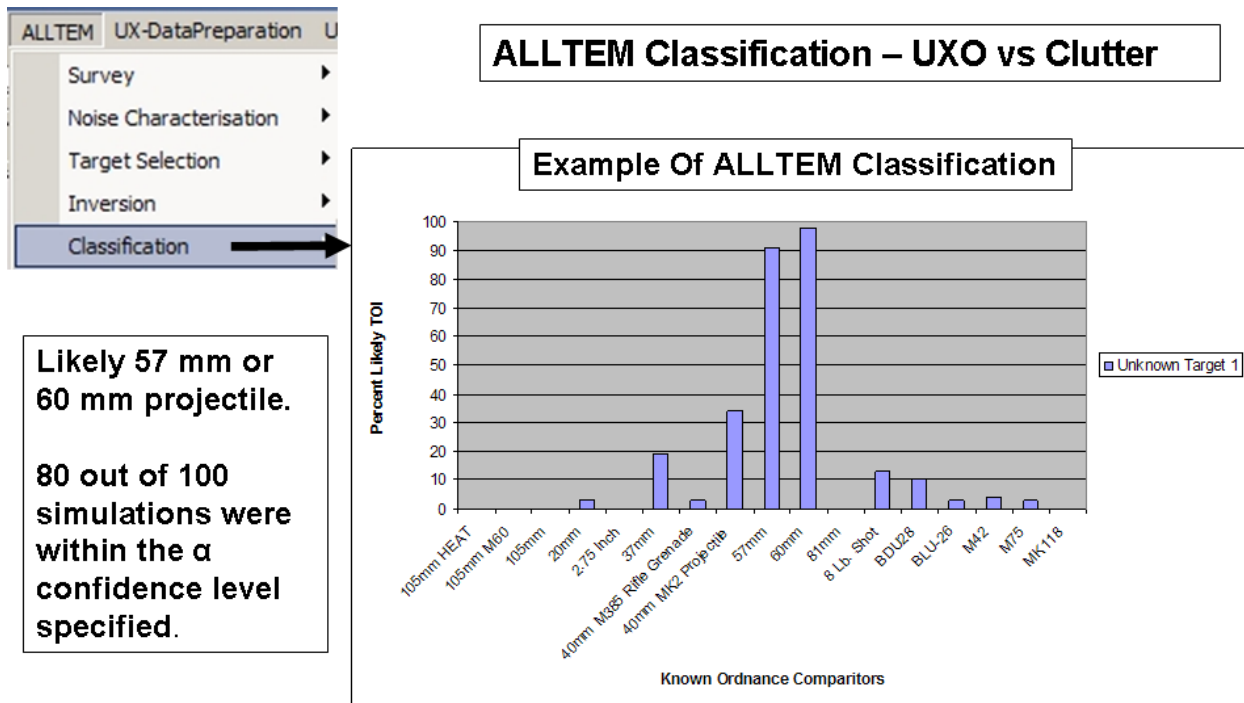 ALLTEM UX-DataPreparation U
Survey
Noise Characterisation
Target Selection
Inversion
Classification
ALLTEM Classification – UXO vs Clutter
Example Of ALLTEM Classification
Likely 57 mm or
60 mm projectile.
80 out of 100
simulations were
within the α
confidence level
specified.
Percent Likely TOI
100
90
80
70
60
50
40
30
20
10
0
105mm HEAT
105mm M60
105mm
20mm
2.75 Inch
37mm
40mm M385 Rifle Grenade
40mm MK2 Projectile
57mm
60mm
81mm
8 Lb. Shot
BDU28
BLU-26
M42
M75
MK118
Known Ordnance Comparitors
Unknown Target 1